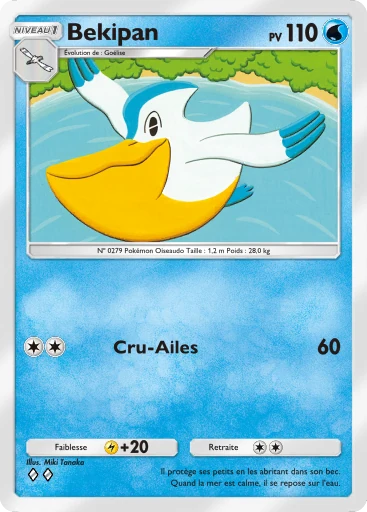 NIVEAU 1
Bekipan
PV 110
Évolution de : Goélise
N° 0279 Pokémon Oiseaudo Taille : 1,2 m Poids : 28,0 kg
Cru-Ailes 60
Faiblesse +20 Retraite
Illus. Miki Tanaka
Il protège ses petits en les abritant dans son bec.
Quand la mer est calme, il se repose sur l'eau.